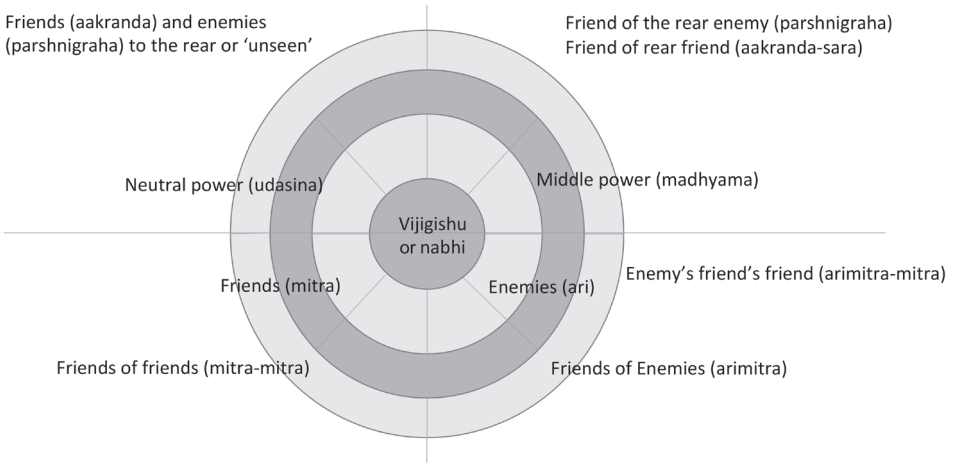 Friends (aakranda) and enemies
(parshnigraha) to the rear or ‘unseen’
Friend of the rear enemy (parshnigraha)
Friend of rear friend (aakranda-sara)
Neutral power (udasina)
Middle power (madhyama)
Vijigishu
or nabhi
Enemy’s friend’s friend (arimitra-mitra)
Friends (mitra)
Enemies (ari)
Friends of friends (mitra-mitra)
Friends of Enemies (arimitra)